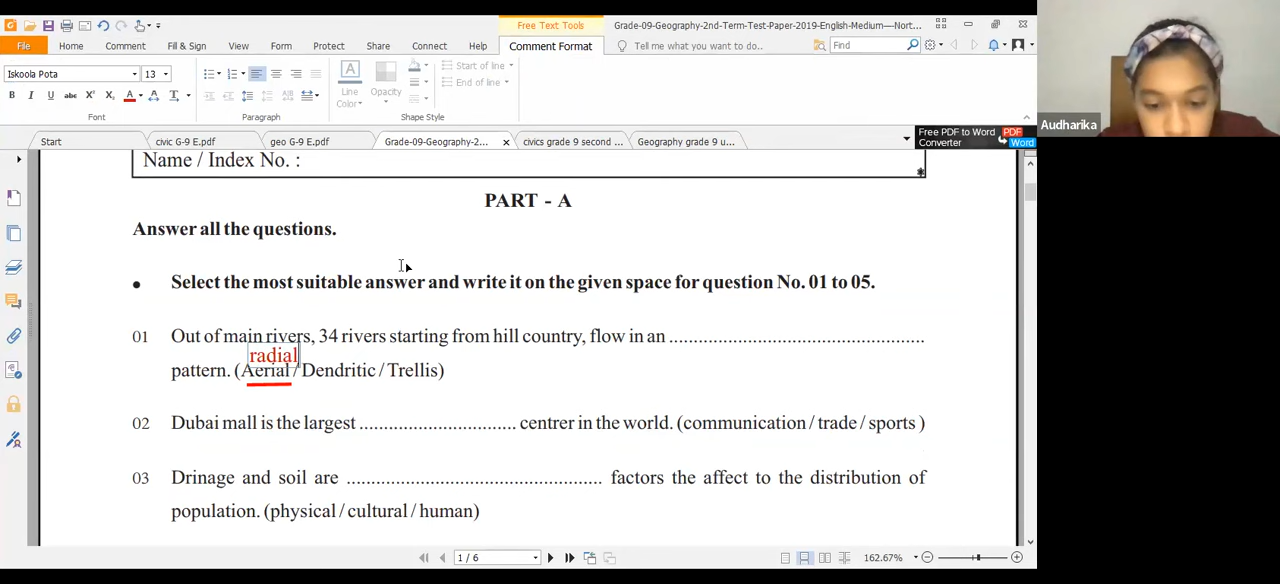 Free Text Tools
Grade-09-Geography-2nd-Term-Test-Paper-2019-English-Medium—Nort...
File Home Comment Fill & Sign View Form Protect Share Connect Help Comment Format Tell me what you want to do.. Find
Iskoola Pota 13
Start of line
End of line
Line Color
Opacity
B I U abc X² X₂ A A T
Font Paragraph Shape Style
Start civic G-9 E.pdf geo G-9 E.pdf Grade-09-Geography-2... civics grade 9 second ... Geography grade 9 u...
Free PDF to Word Converter
PDF
Word
Audharika
Name / Index No. :
PART - A
Answer all the questions.
Select the most suitable answer and write it on the given space for question No. 01 to 05.
01 Out of main rivers, 34 rivers starting from hill country, flow in an ....................................................
radial
pattern. (Aerial / Dendritic / Trellis)
02 Dubai mall is the largest ................................ centrer in the world. (communication / trade / sports )
03 Drinage and soil are .................................................... factors the affect to the distribution of
population. (physical / cultural / human)
1 / 6
162.67%